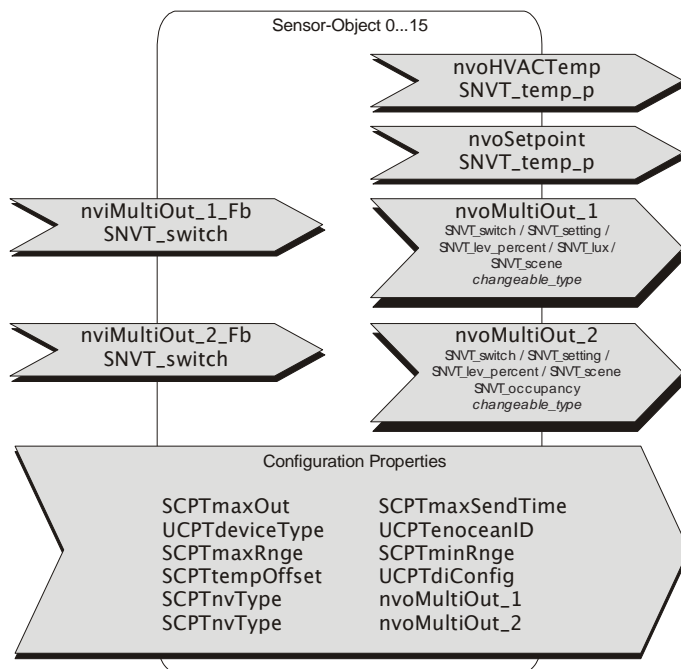 Sensor-Object 0...15
nvoHVACTemp
SNVT_temp_p
nvoSetpoint
SNVT_temp_p
nviMultiOut_1_Fb
SNVT_switch
nvoMultiOut_1
SNVT_switch / SNVT_setting /
SNVT_lev_percent / SNVT_lux /
SNVT_scene
changeable_type
nviMultiOut_2_Fb
SNVT_switch
nvoMultiOut_2
SNVT_switch / SNVT_setting /
SNVT_lev_percent / SNVT_scene
SNVT_occupancy
changeable_type
Configuration Properties
SCPTmaxOut SCPTmaxSendTime
UCPTdeviceType UCPTenoceanID
SCPTmaxRnge SCPTminRnge
SCPTtempOffset UCPTdiConfig
SCPTnvType nvoMultiOut_1
SCPTnvType nvoMultiOut_2